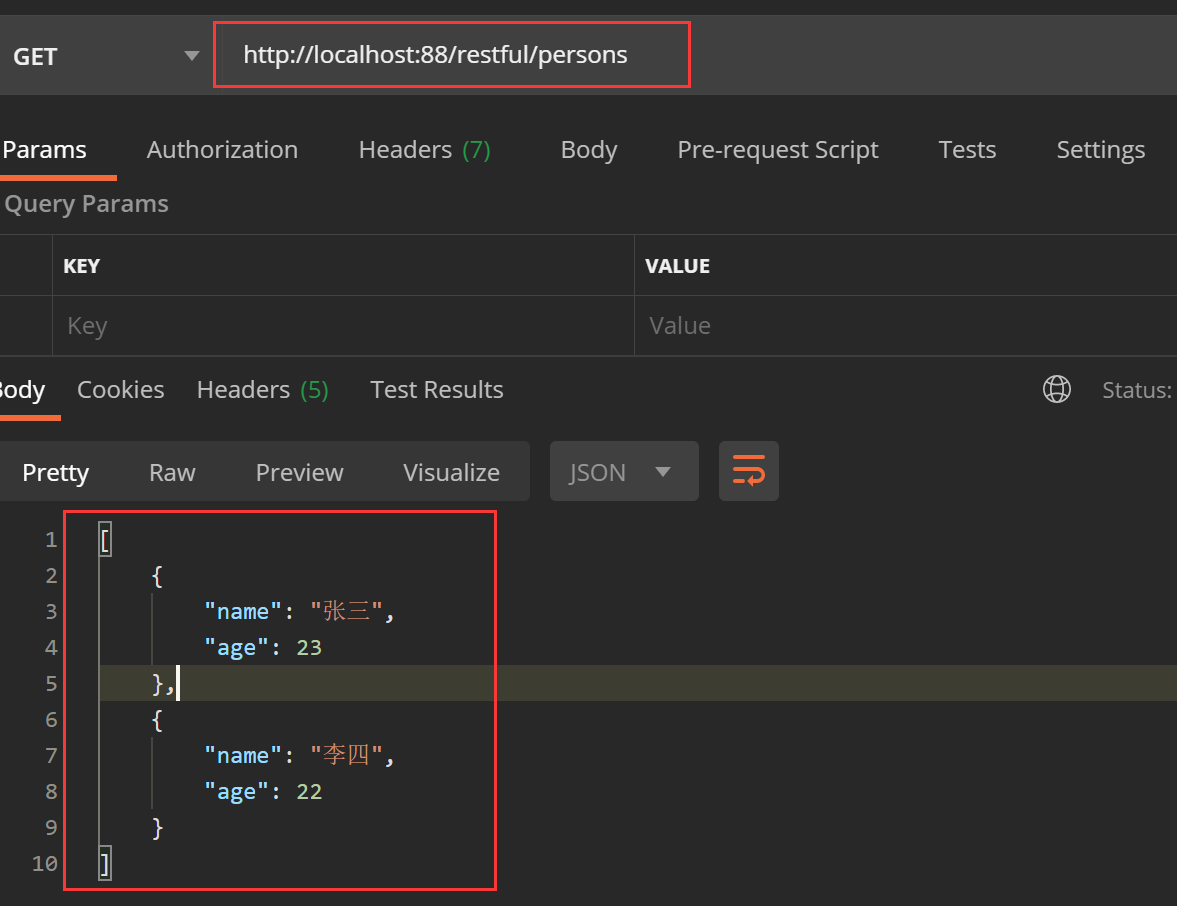 GET http://localhost:88/restful/persons
Params Authorization Headers (7) Body Pre-request Script Tests Settings
Query Params
KEY VALUE
Key Value
Body Cookies Headers (5) Test Results Status:
Pretty Raw Preview Visualize JSON
1 [
2 {
3 "name": "张三",
4 "age": 23
5 },
6 {
7 "name": "李四",
8 "age": 22
9 }
10 ]